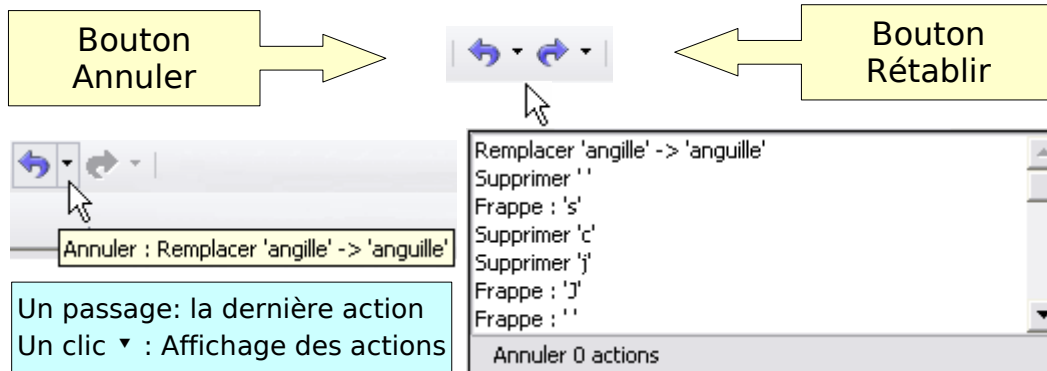 Bouton
Annuler
Bouton
Rétablir
Annuler : Remplacer 'angille' -> 'anguille'
Un passage: la dernière action
Un clic ▾ : Affichage des actions
Remplacer 'angille' -> 'anguille'
Supprimer ' '
Frappe : 's'
Supprimer 'c'
Supprimer 'j'
Frappe : 'J'
Frappe : ' '
Annuler 0 actions